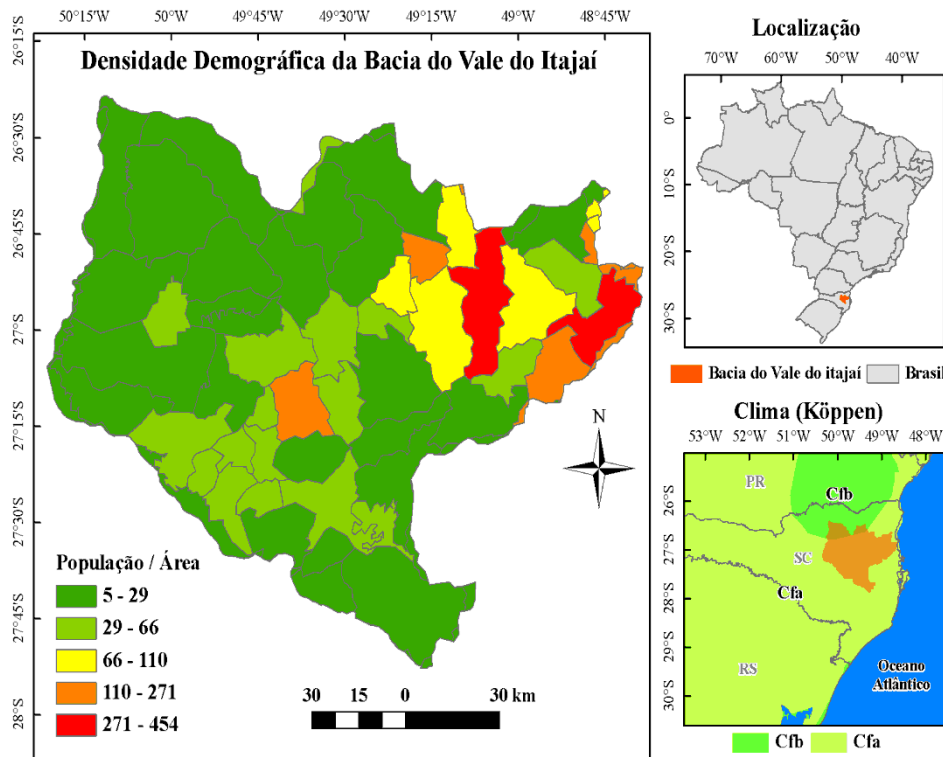 50°15'W 50°W 49°45'W 49°30'W 49°15'W 49°W 48°45'W
26°15'S
26°30'S
26°45'S
27°S
27°15'S
27°30'S
27°45'S
28°S
Densidade Demográfica da Bacia do Vale do Itajaí
N
População / Área
5 - 29
29 - 66
66 - 110
110 - 271
271 - 454
30 15 0 30 km
Localização
70°W 60°W 50°W 40°W
0°
10°S
20°S
30°S
Bacia do Vale do itajaí Brasil
Clima (Köppen)
53°W 52°W 51°W 50°W 49°W 48°W
26°S
27°S
28°S
29°S
30°S
PR
Cfb
SC
Cfa
RS
Oceano
Atlântico
Cfb Cfa